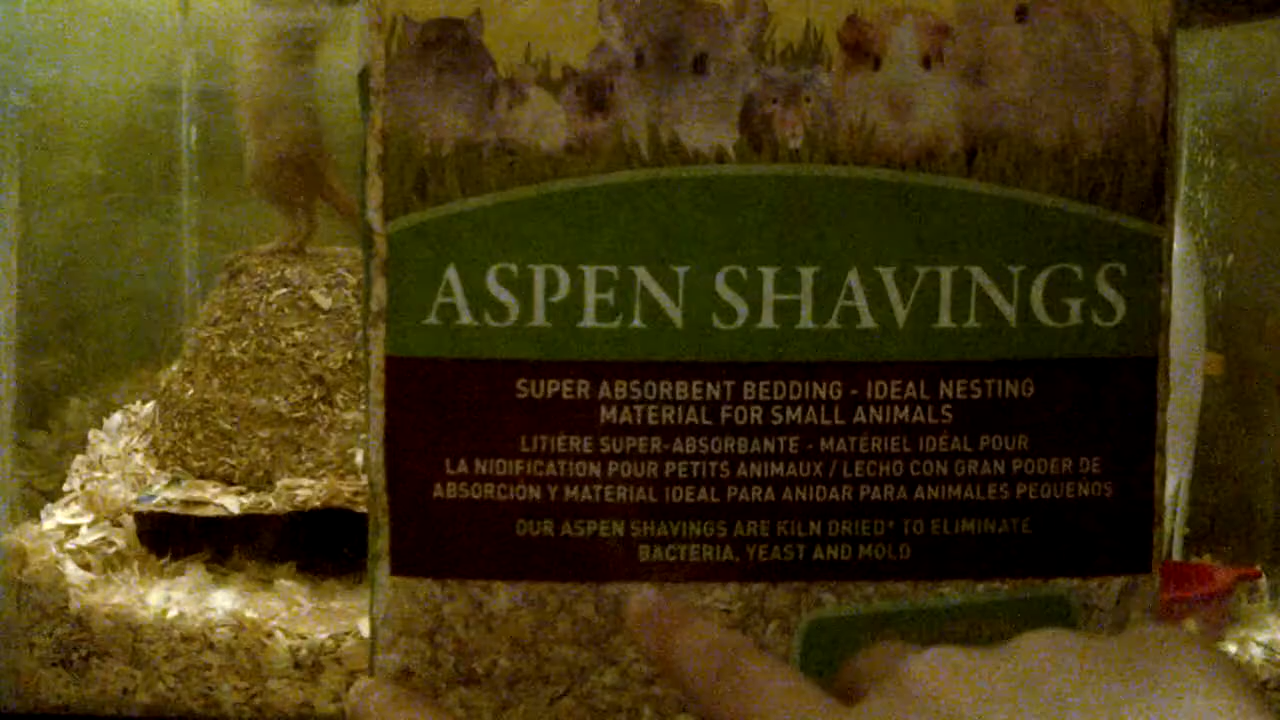 ASPEN SHAVINGS
SUPER ABSORBENT BEDDING - IDEAL NESTING
MATERIAL FOR SMALL ANIMALS
LITIÈRE SUPER-ABSORBANTE - MATÉRIEL IDÉAL POUR
LA NIDIFICATION POUR PETITS ANIMAUX / LECHO CON GRAN PODER DE
ABSORCIÓN Y MATERIAL IDEAL PARA ANIDAR PARA ANIMALES PEQUEÑOS
OUR ASPEN SHAVINGS ARE KILN DRIED* TO ELIMINATE
BACTERIA, YEAST AND MOLD